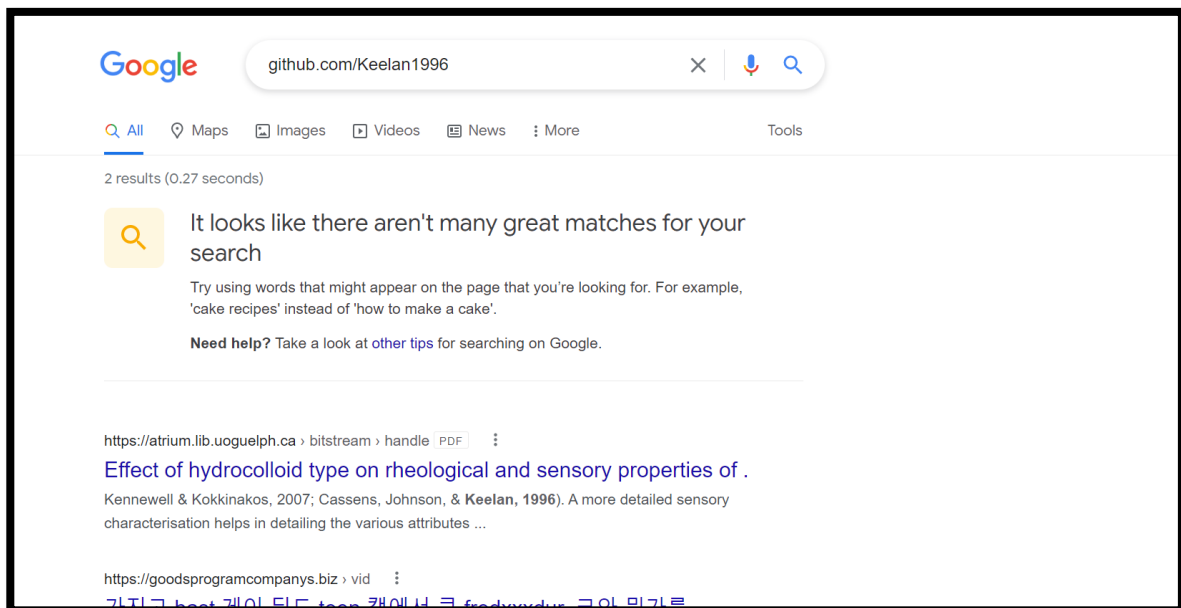 Google
github.com/Keelan1996
All Maps Images Videos News More Tools
2 results (0.27 seconds)
It looks like there aren't many great matches for your
search
Try using words that might appear on the page that you’re looking for. For example,
'cake recipes' instead of 'how to make a cake'.
Need help? Take a look at other tips for searching on Google.
https://atrium.lib.uoguelph.ca › bitstream › handle PDF
Effect of hydrocolloid type on rheological and sensory properties of .
Kennewell & Kokkinakos, 2007; Cassens, Johnson, & Keelan, 1996). A more detailed sensory
characterisation helps in detailing the various attributes ...
https://goodsprogramcompanys.biz › vid